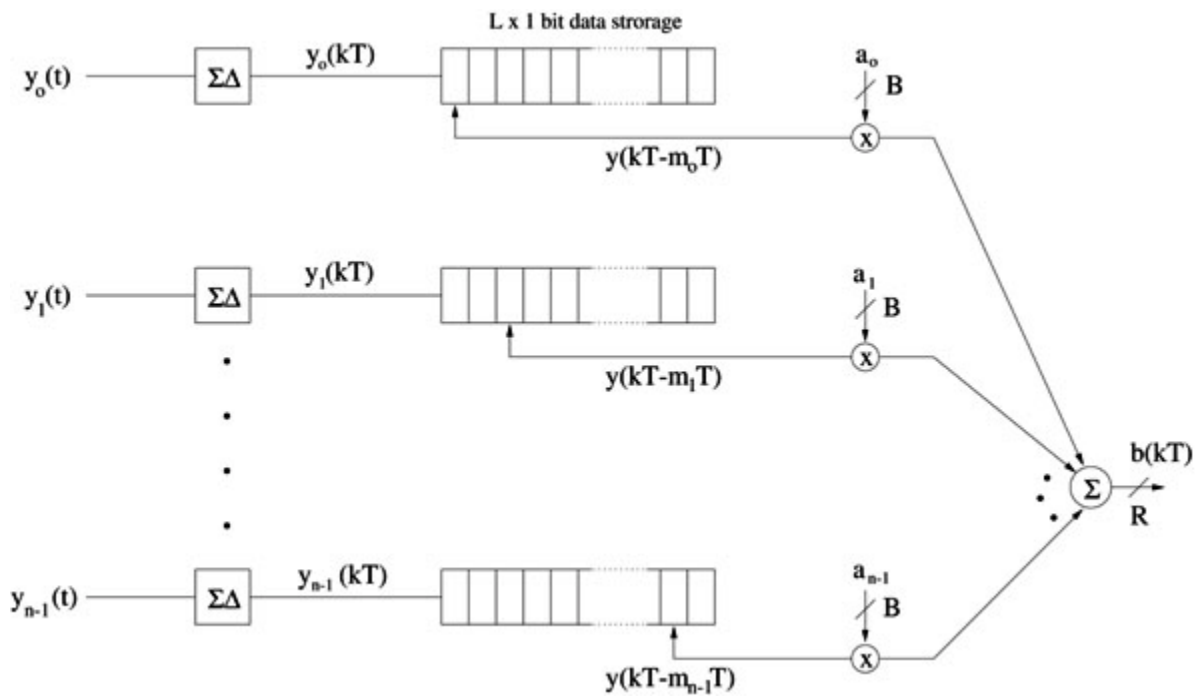 L x 1 bit data strorage
y_o(t) ΣΔ y_o(kT) a_o B
y(kT-m_oT) x
y_1(t) ΣΔ y_1(kT) a_1 B
y(kT-m_1T) x
b(kT)
Σ
R
y_{n-1}(t) ΣΔ y_{n-1}(kT) a_{n-1} B
y(kT-m_{n-1}T) x